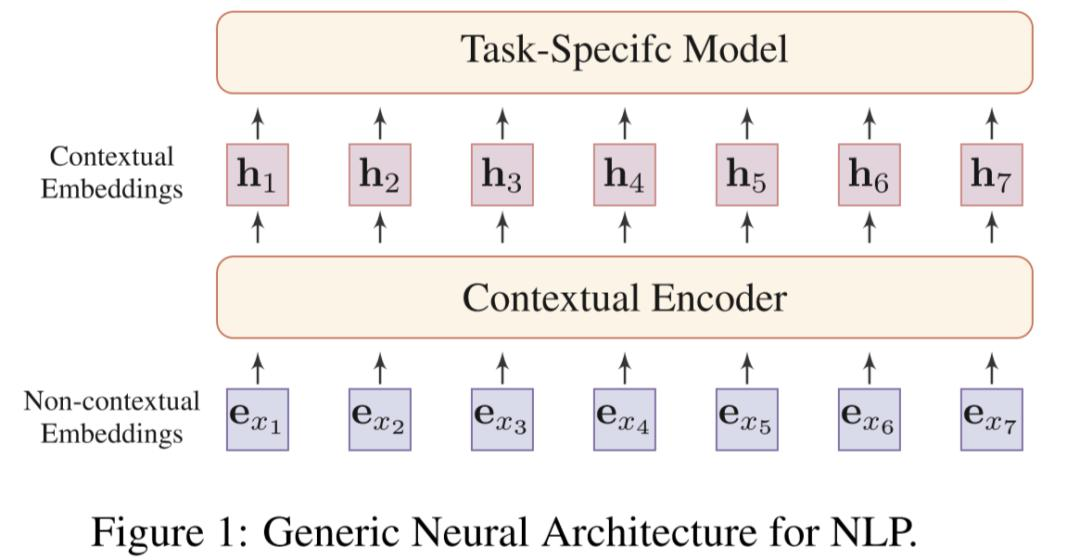 Task-Specifc Model
Contextual
Embeddings
h₁ h₂ h₃ h₄ h₅ h₆ h₇
Contextual Encoder
Non-contextual
Embeddings
eₓ₁ eₓ₂ eₓ₃ eₓ₄ eₓ₅ eₓ₆ eₓ₇
Figure 1: Generic Neural Architecture for NLP.